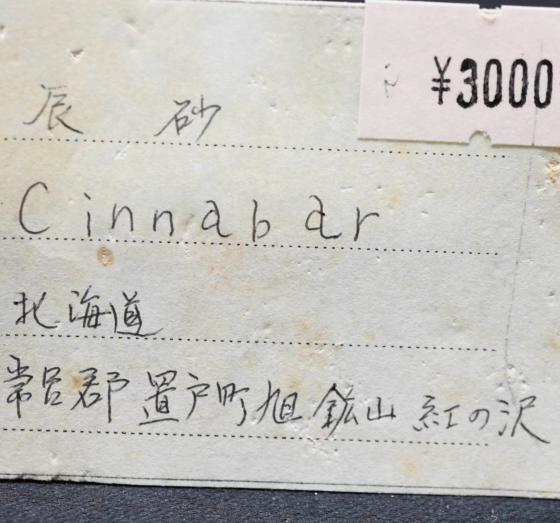 ¥3000
辰砂
Cinnabar
北海道
常呂郡置戸町旭鉱山紅の沢